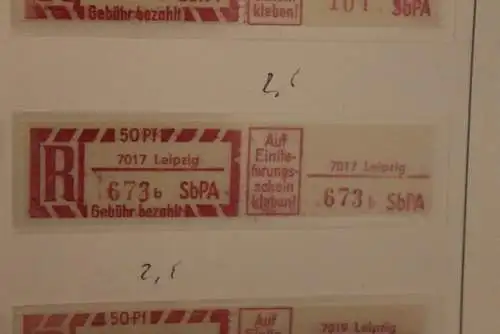 Gebühr bezahlt
kleben!
101 SbPA
2,
50 Pf
R
7017 Leipzig
673 b SbPA
Gebühr bezahlt
Auf
Einlie-
ferungs-
schein
kleben!
7017 Leipzig
673 b SbPA
2,
50 Pf
Auf
7019 Leipzig